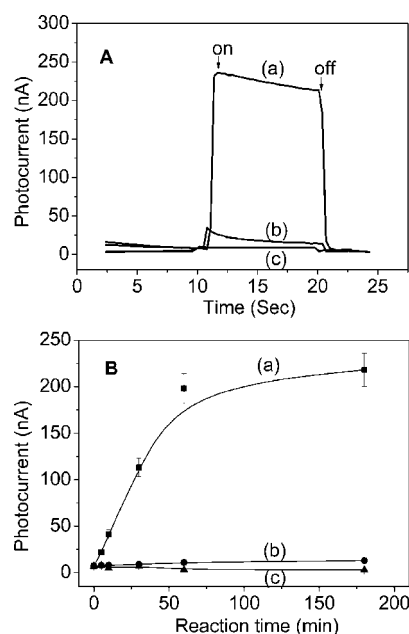 A
on
(a)
off
(b)
(c)
Photocurrent (nA)
300
250
200
150
100
50
0
0 5 10 15 20 25
Time (Sec)
B
(a)
(b)
(c)
Photocurrent (nA)
250
200
150
100
50
0
0 50 100 150 200
Reaction time (min)